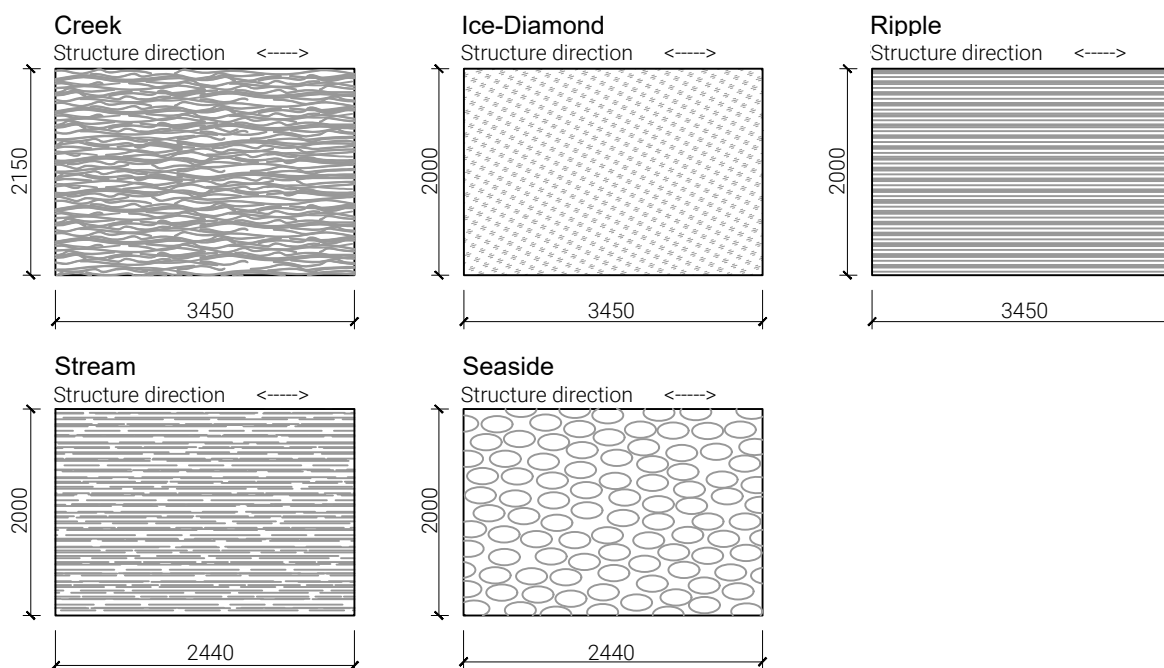 Creek
Structure direction <----->
2150
3450
Ice-Diamond
Structure direction <----->
2000
3450
Ripple
Structure direction <----->
2000
3450
Stream
Structure direction <----->
2000
2440
Seaside
Structure direction <----->
2000
2440